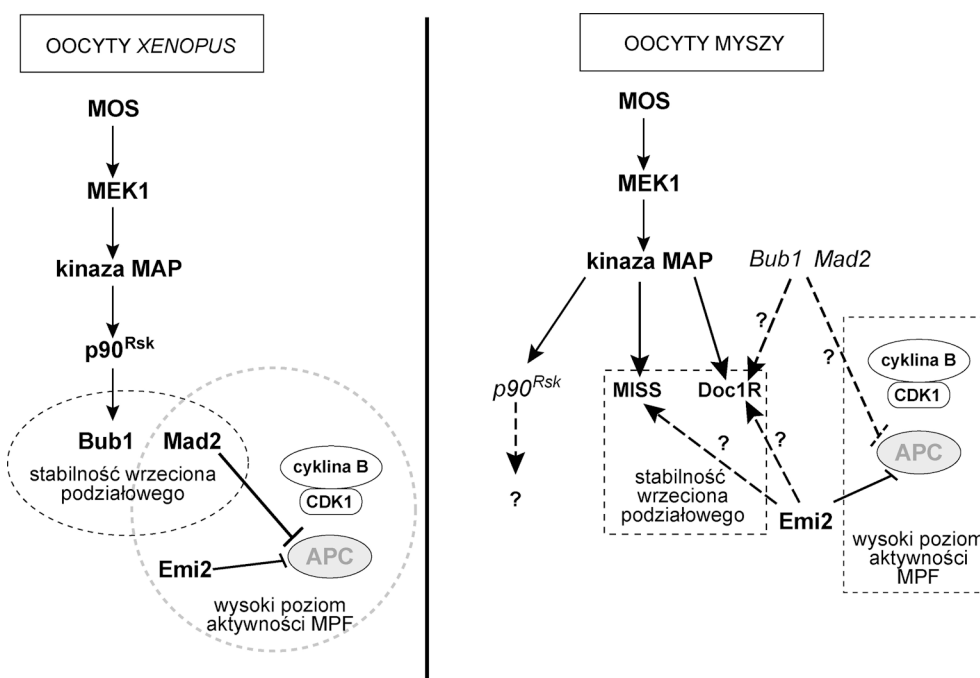 OOCYTY XENOPUS
MOS
MEK1
kinaza MAP
p90Rsk
Bub1 Mad2
stabilność wrzeciona
podziałowego
cyklina B
CDK1
APC
Emi2
wysoki poziom
aktywności MPF
OOCYTY MYSZY
MOS
MEK1
kinaza MAP
Bub1 Mad2
?
?
cyklina B
CDK1
p90Rsk
MISS Doc1R
APC
?
?
?
stabilność
wrzeciona
podziałowego
Emi2
wysoki poziom
aktywności
MPF